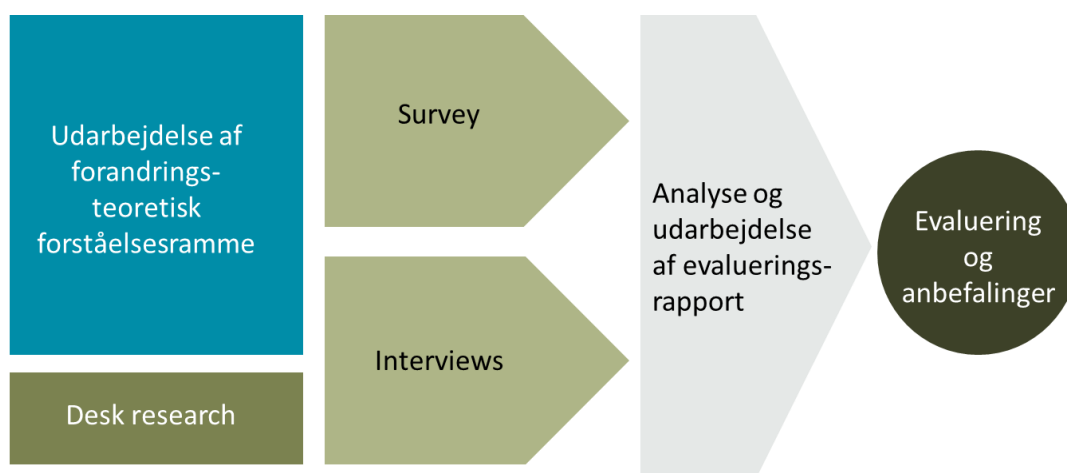 Udarbejdelse af
forandrings-
teoretisk
forståelsesramme
Desk research
Survey
Interviews
Analyse og
udarbejdelse
af evaluerings-
rapport
Evaluering
og
anbefalinger